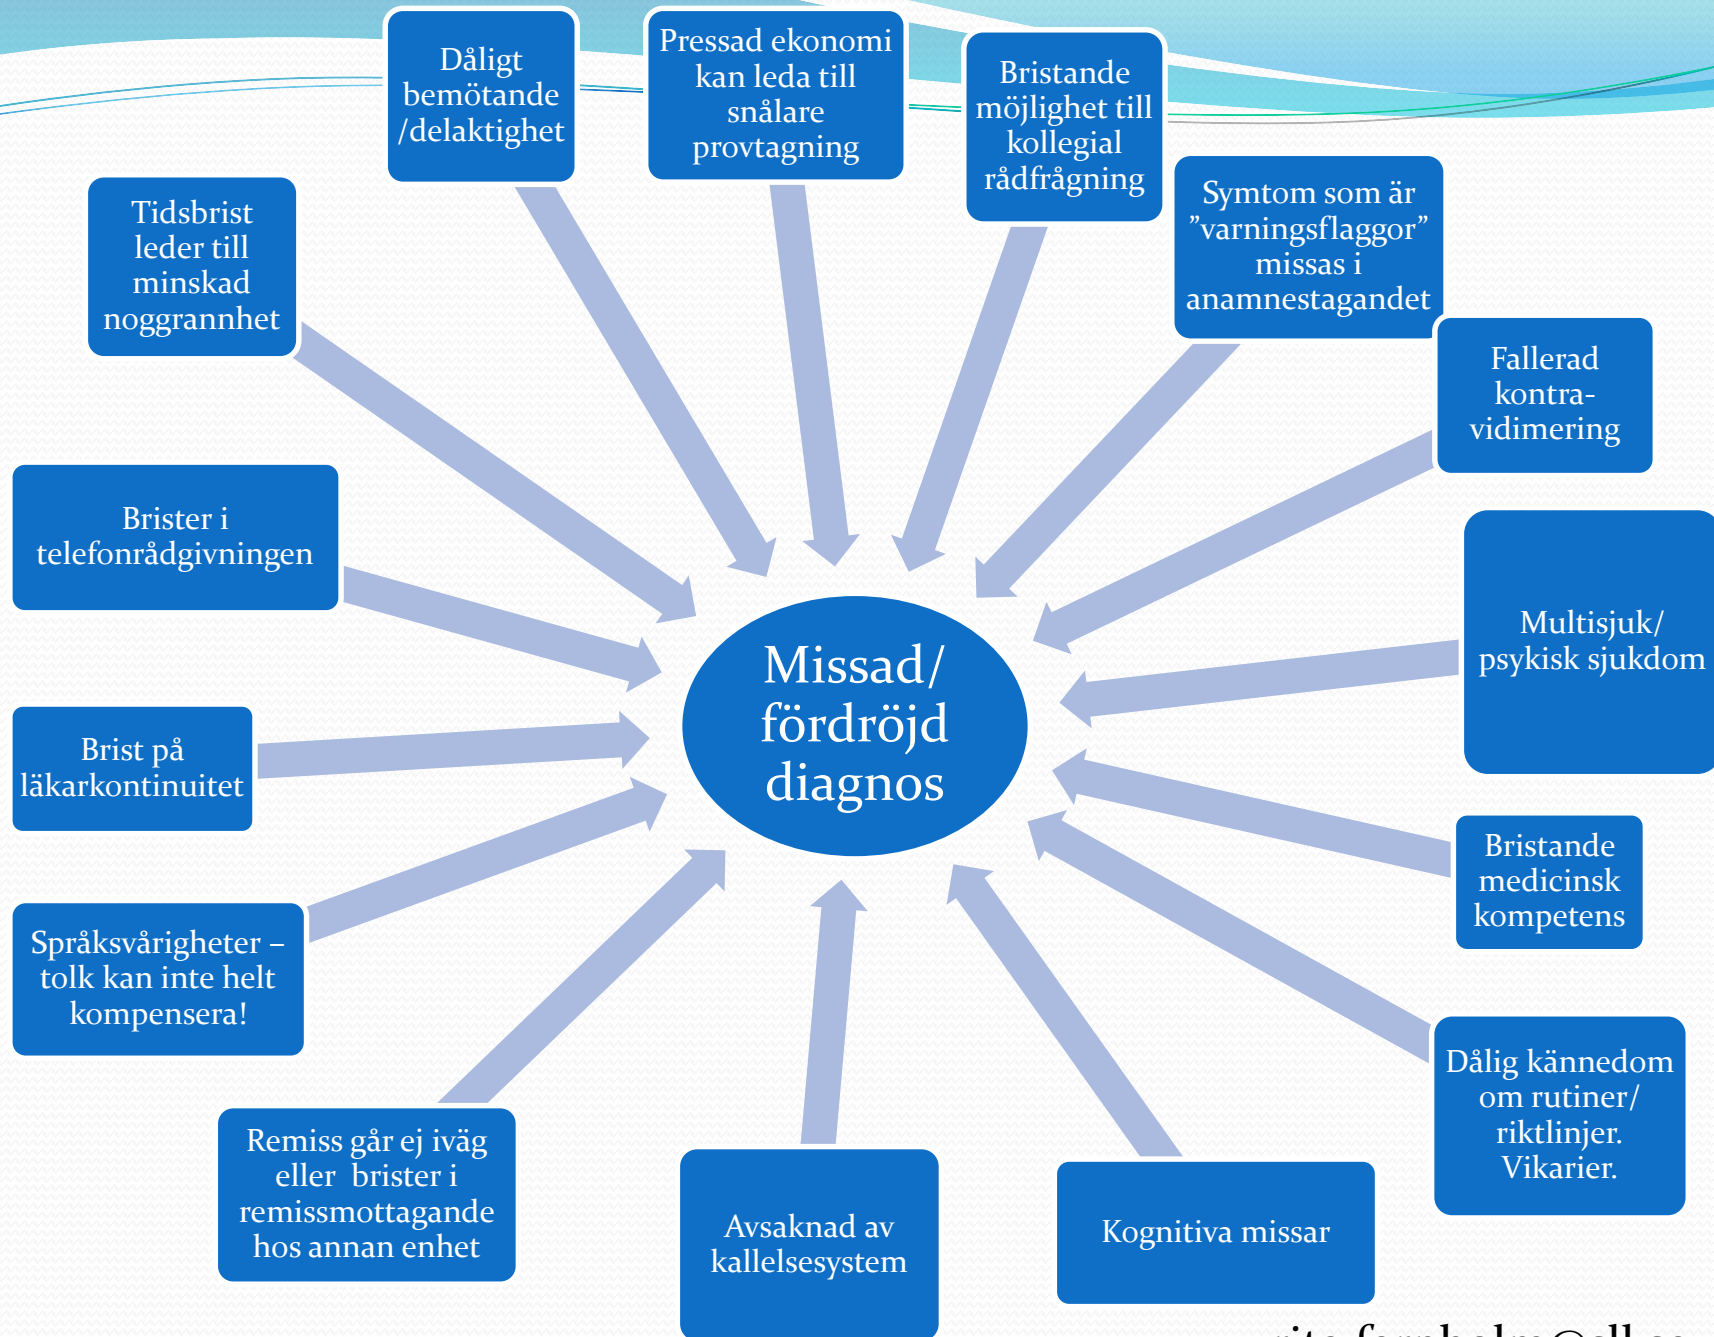 Dåligt
bemötande
/delaktighet
Pressad ekonomi
kan leda till
snålare
provtagning
Bristande
möjlighet till
kollegial
rådfrågning
Symtom som är
”varningsflaggor”
missas i
anamnestagandet
Tidsbrist
leder till
minskad
noggrannhet
Fallerad
kontra-
vidimering
Brister i
telefonrådgivningen
Multisjuk/
psykisk sjukdom
Missad/
fördröjd
diagnos
Brist på
läkarkontinuitet
Bristande
medicinsk
kompetens
Språksvårigheter –
tolk kan inte helt
kompensera!
Dålig kännedom
om rutiner/
riktlinjer.
Vikarier.
Remiss går ej iväg
eller  brister i
remissmottagande
hos annan enhet
Avsaknad av
kallelsesystem
Kognitiva missar